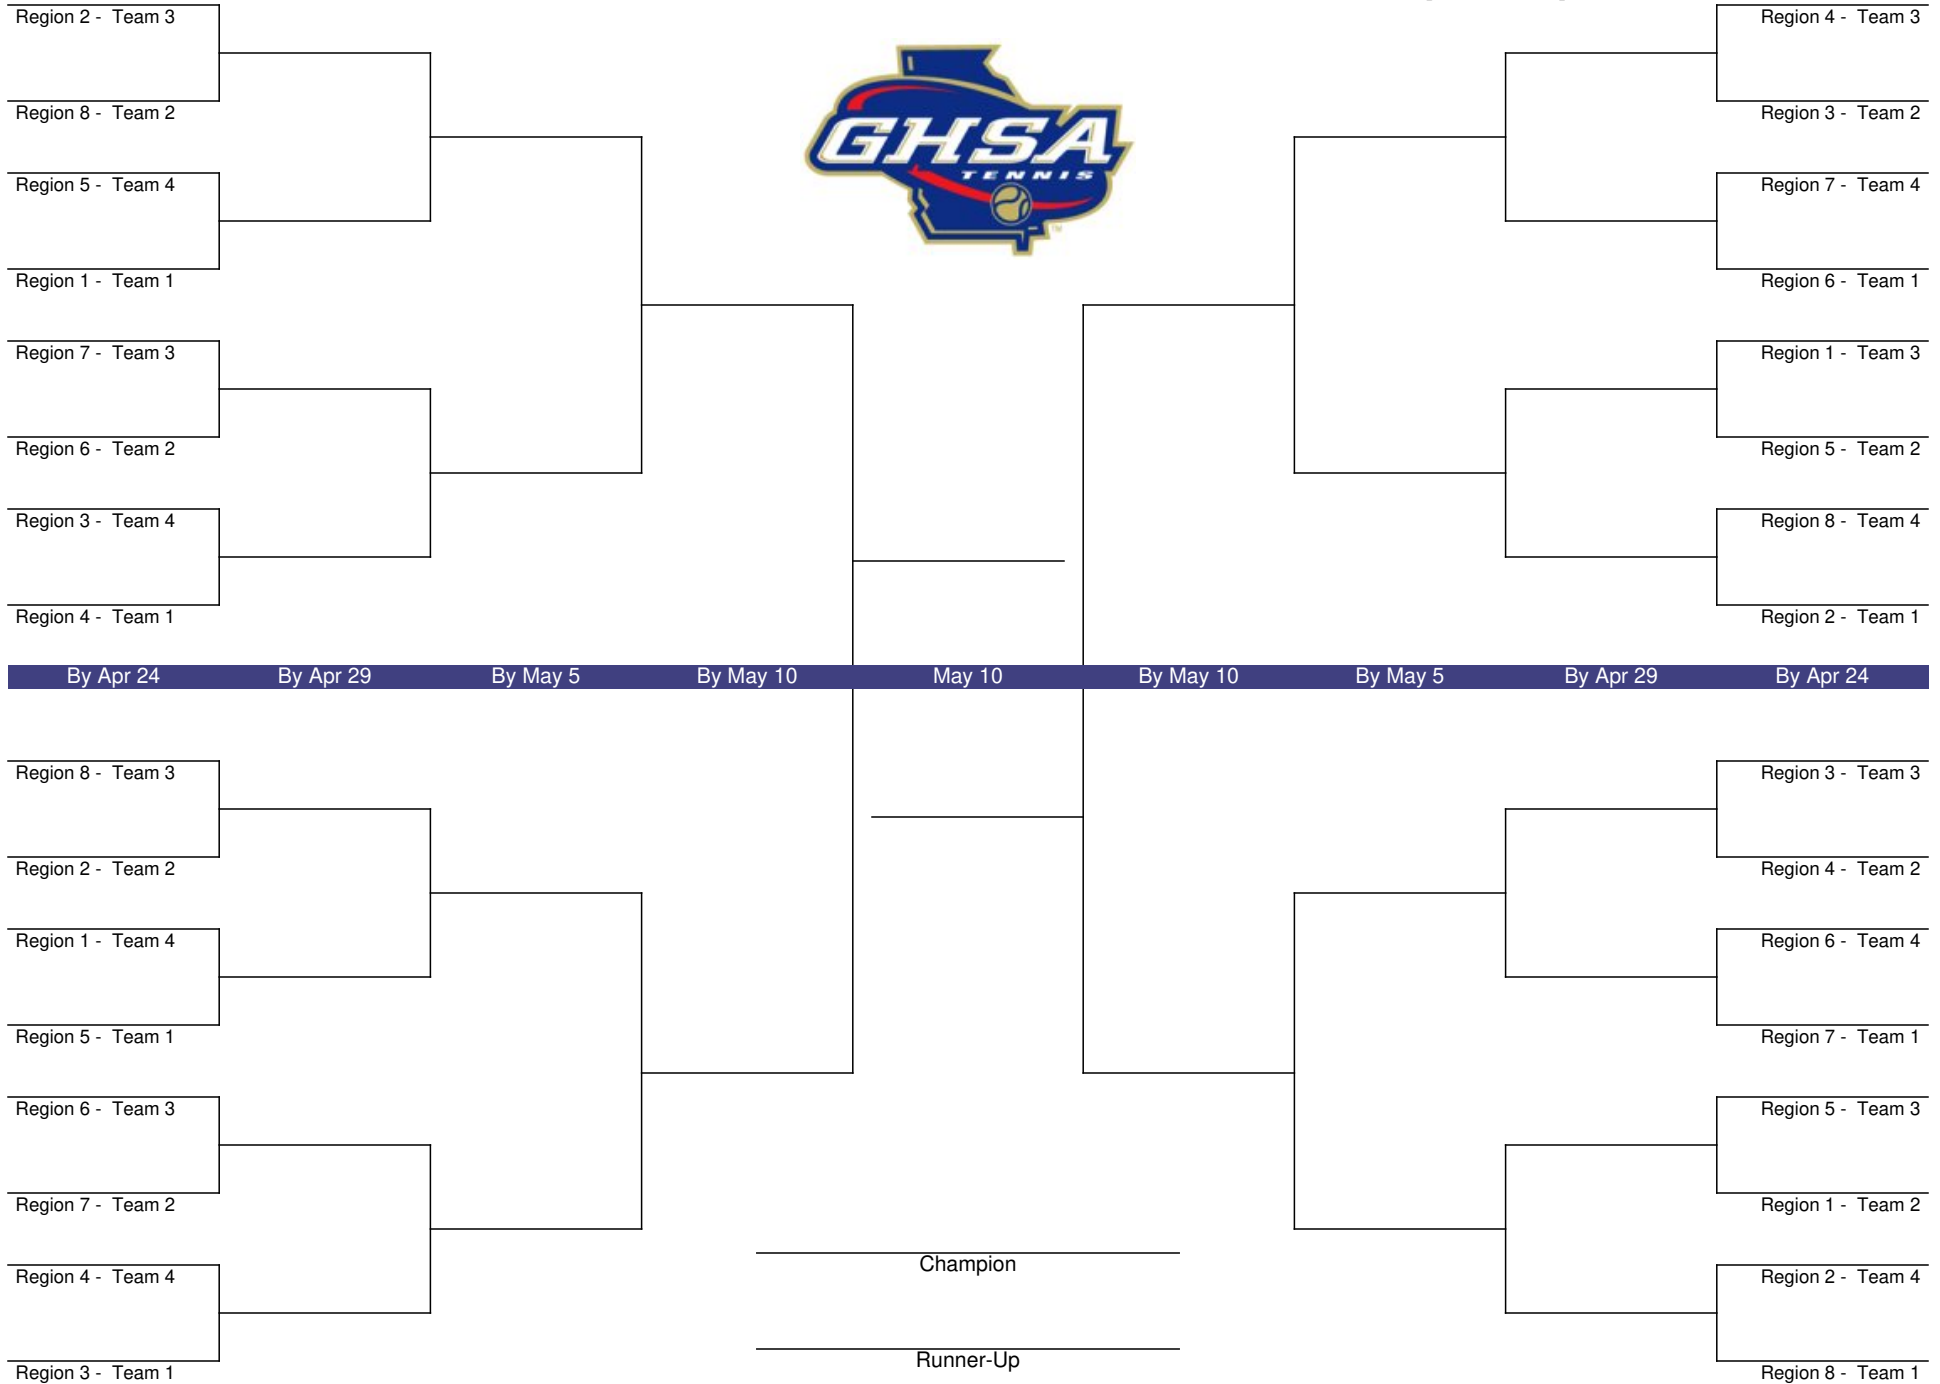 Region 2 - Team 3
Region 4 - Team 3
Region 8 - Team 2
Region 3 - Team 2
GHSA
TENNIS
TM
Region 5 - Team 4
Region 7 - Team 4
Region 1 - Team 1
Region 6 - Team 1
Region 7 - Team 3
Region 1 - Team 3
Region 6 - Team 2
Region 5 - Team 2
Region 3 - Team 4
Region 8 - Team 4
Region 4 - Team 1
Region 2 - Team 1
By Apr 24 By Apr 29 By May 5 By May 10 May 10 By May 10 By May 5 By Apr 29 By Apr 24
Region 8 - Team 3
Region 3 - Team 3
Region 2 - Team 2
Region 4 - Team 2
Region 1 - Team 4
Region 6 - Team 4
Region 5 - Team 1
Region 7 - Team 1
Region 6 - Team 3
Region 5 - Team 3
Region 7 - Team 2
Region 1 - Team 2
Champion
Region 4 - Team 4
Region 2 - Team 4
Runner-Up
Region 3 - Team 1
Region 8 - Team 1